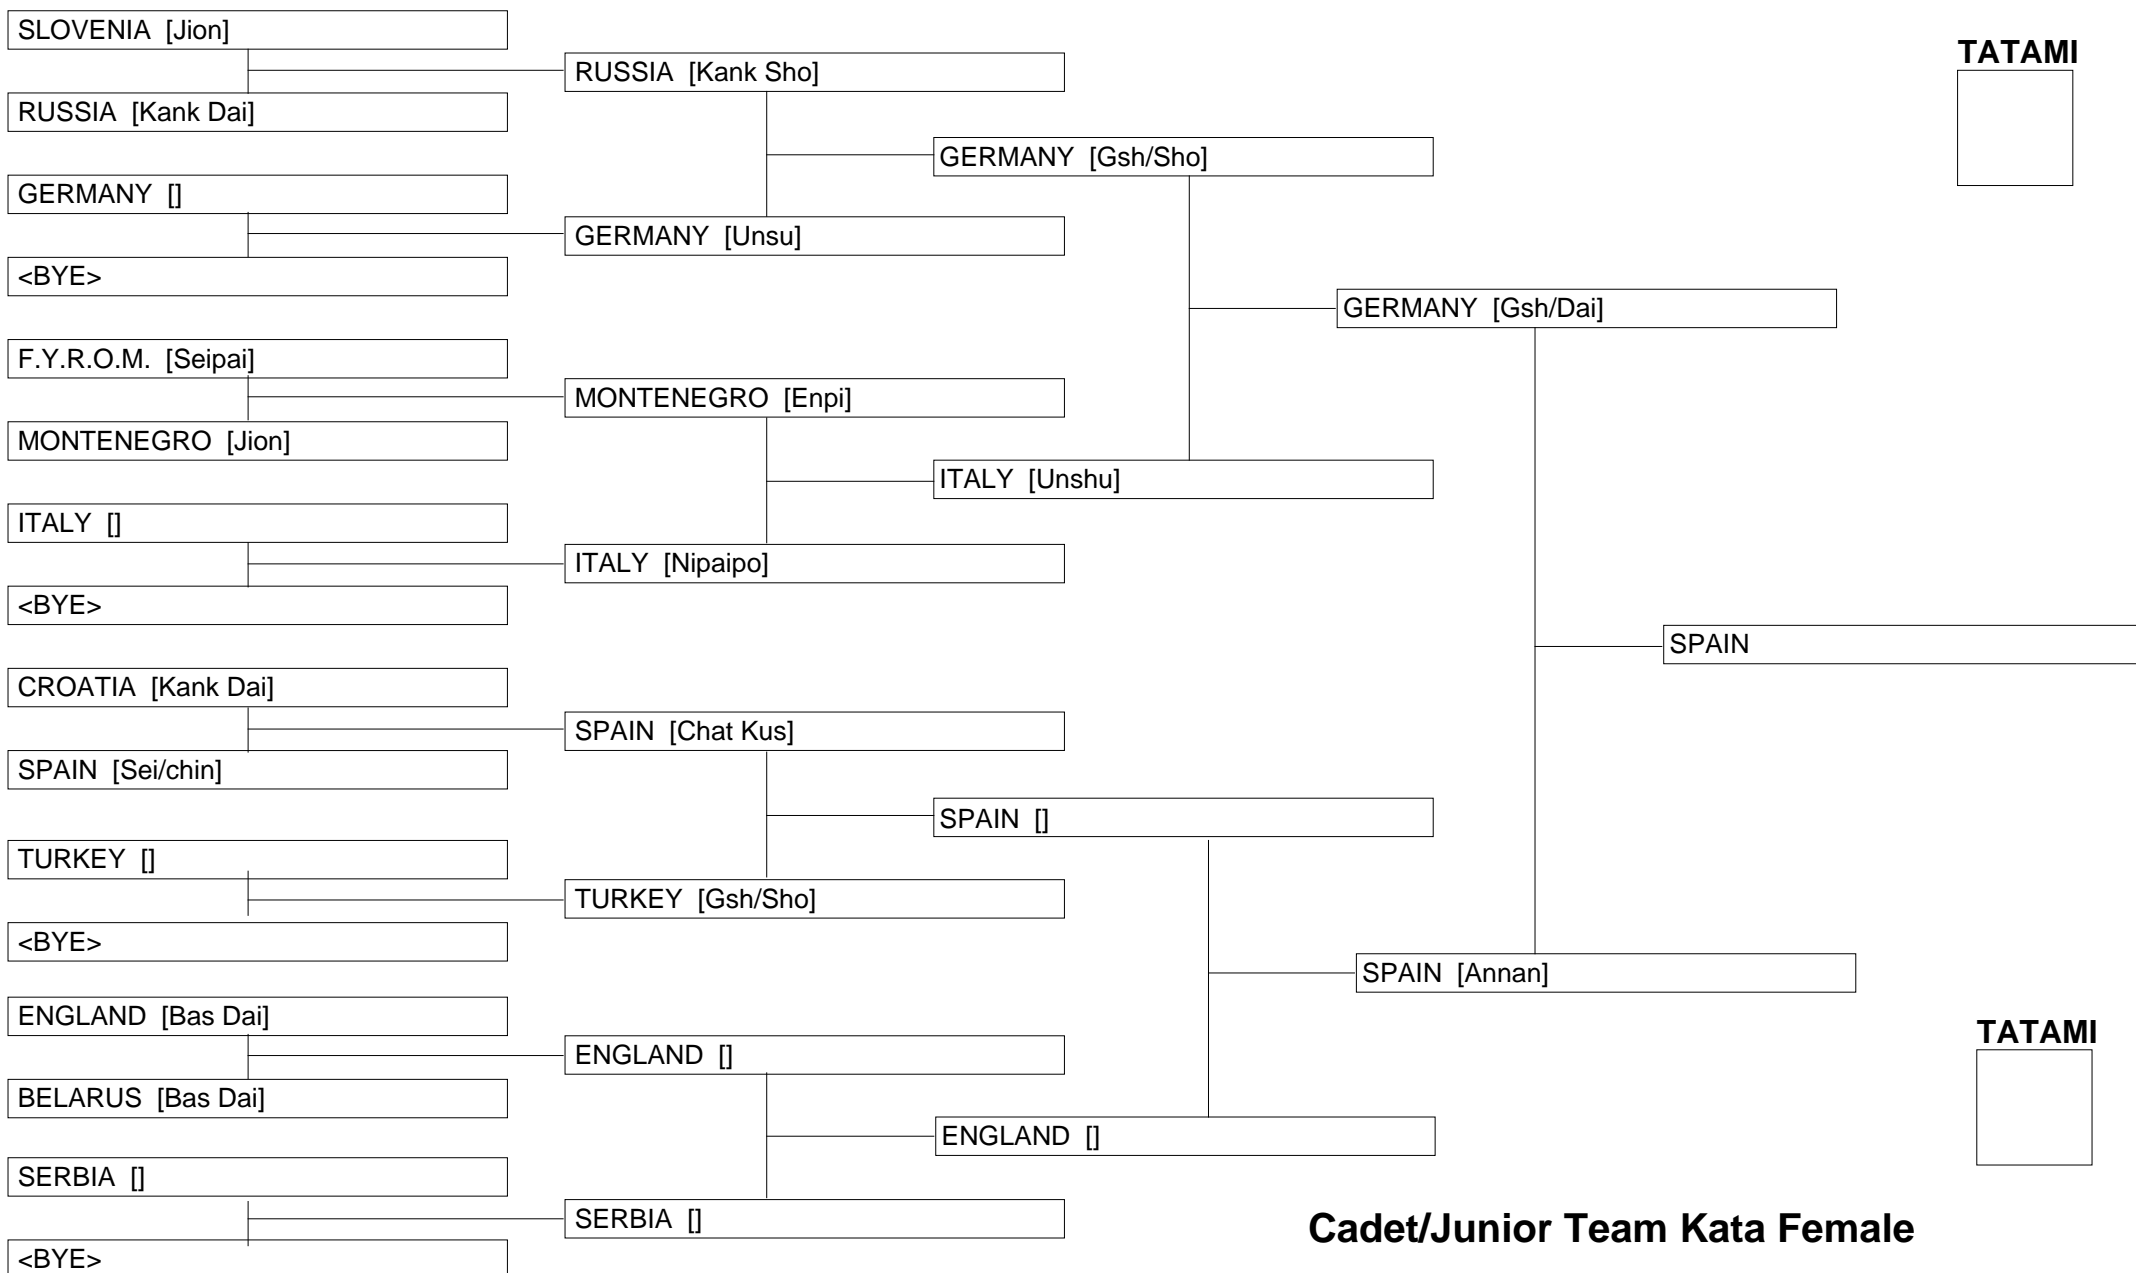 SLOVENIA [Jion]
RUSSIA [Kank Dai]
GERMANY []
<BYE>
F.Y.R.O.M. [Seipai]
MONTENEGRO [Jion]
ITALY []
<BYE>
CROATIA [Kank Dai]
SPAIN [Sei/chin]
TURKEY []
<BYE>
ENGLAND [Bas Dai]
BELARUS [Bas Dai]
SERBIA []
<BYE>
RUSSIA [Kank Sho]
GERMANY [Unsu]
MONTENEGRO [Enpi]
ITALY [Nipaipo]
SPAIN [Chat Kus]
TURKEY [Gsh/Sho]
ENGLAND []
SERBIA []
GERMANY [Gsh/Sho]
ITALY [Unshu]
SPAIN []
ENGLAND []
GERMANY [Gsh/Dai]
SPAIN [Annan]
SPAIN
TATAMI
TATAMI
Cadet/Junior Team Kata Female